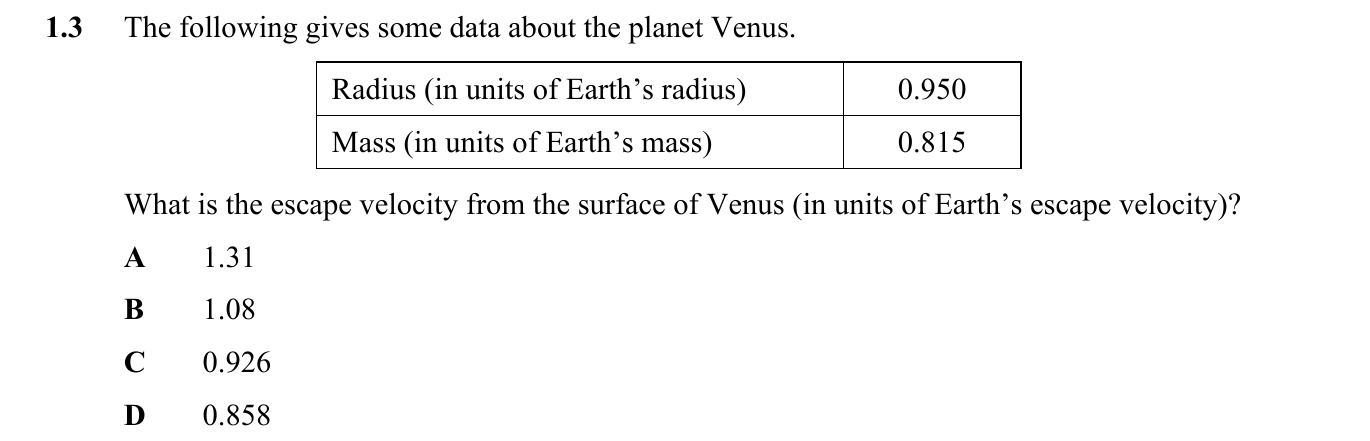 1.3 The following gives some data about the planet Venus.
Radius (in units of Earth’s radius) 0.950
Mass (in units of Earth’s mass) 0.815
What is the escape velocity from the surface of Venus (in units of Earth’s escape velocity)?
A 1.31
B 1.08
C 0.926
D 0.858